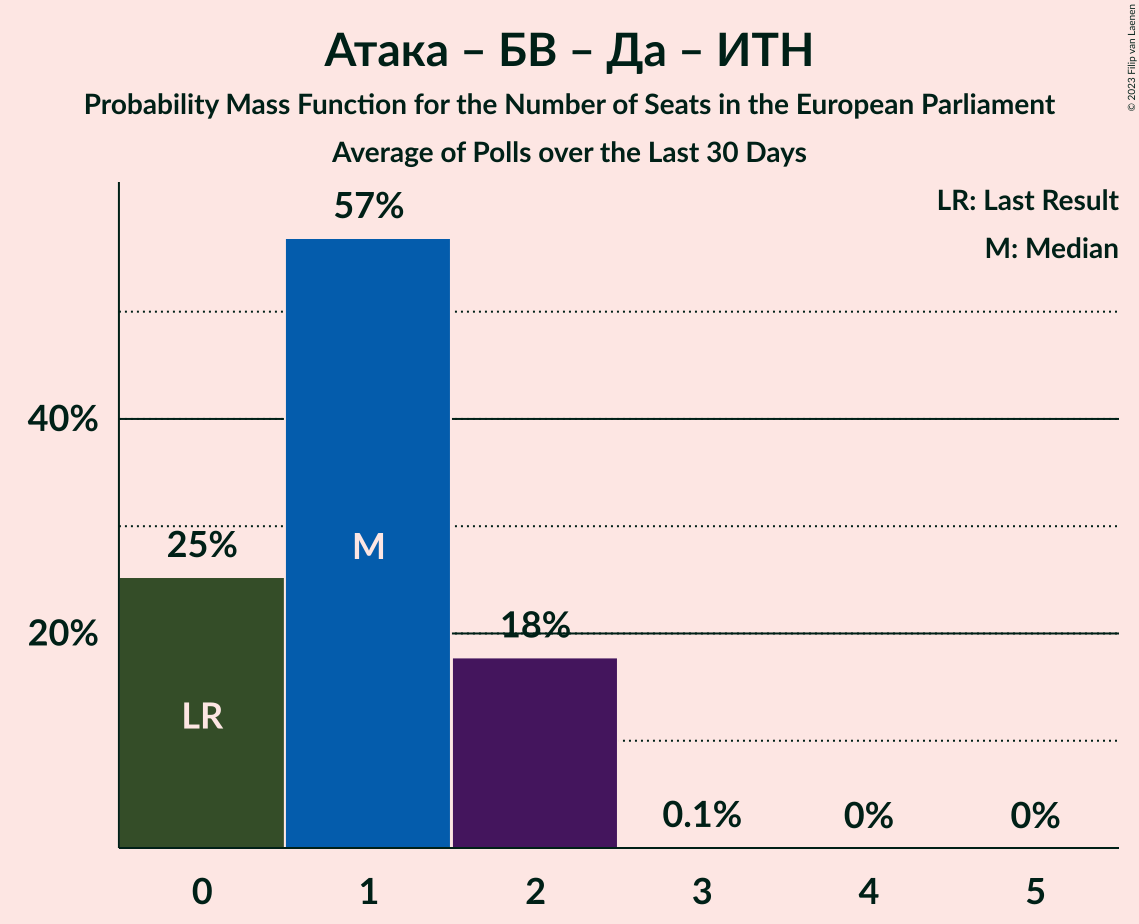 Атака – БВ – Да – ИТН
Probability Mass Function for the Number of Seats in the European Parliament
Average of Polls over the Last 30 Days
© 2023 Filip van Laenen
LR: Last Result
M: Median
57%
40%
25%
M
20%
18%
LR
0.1%
0%
0%
0
1
2
3
4
5